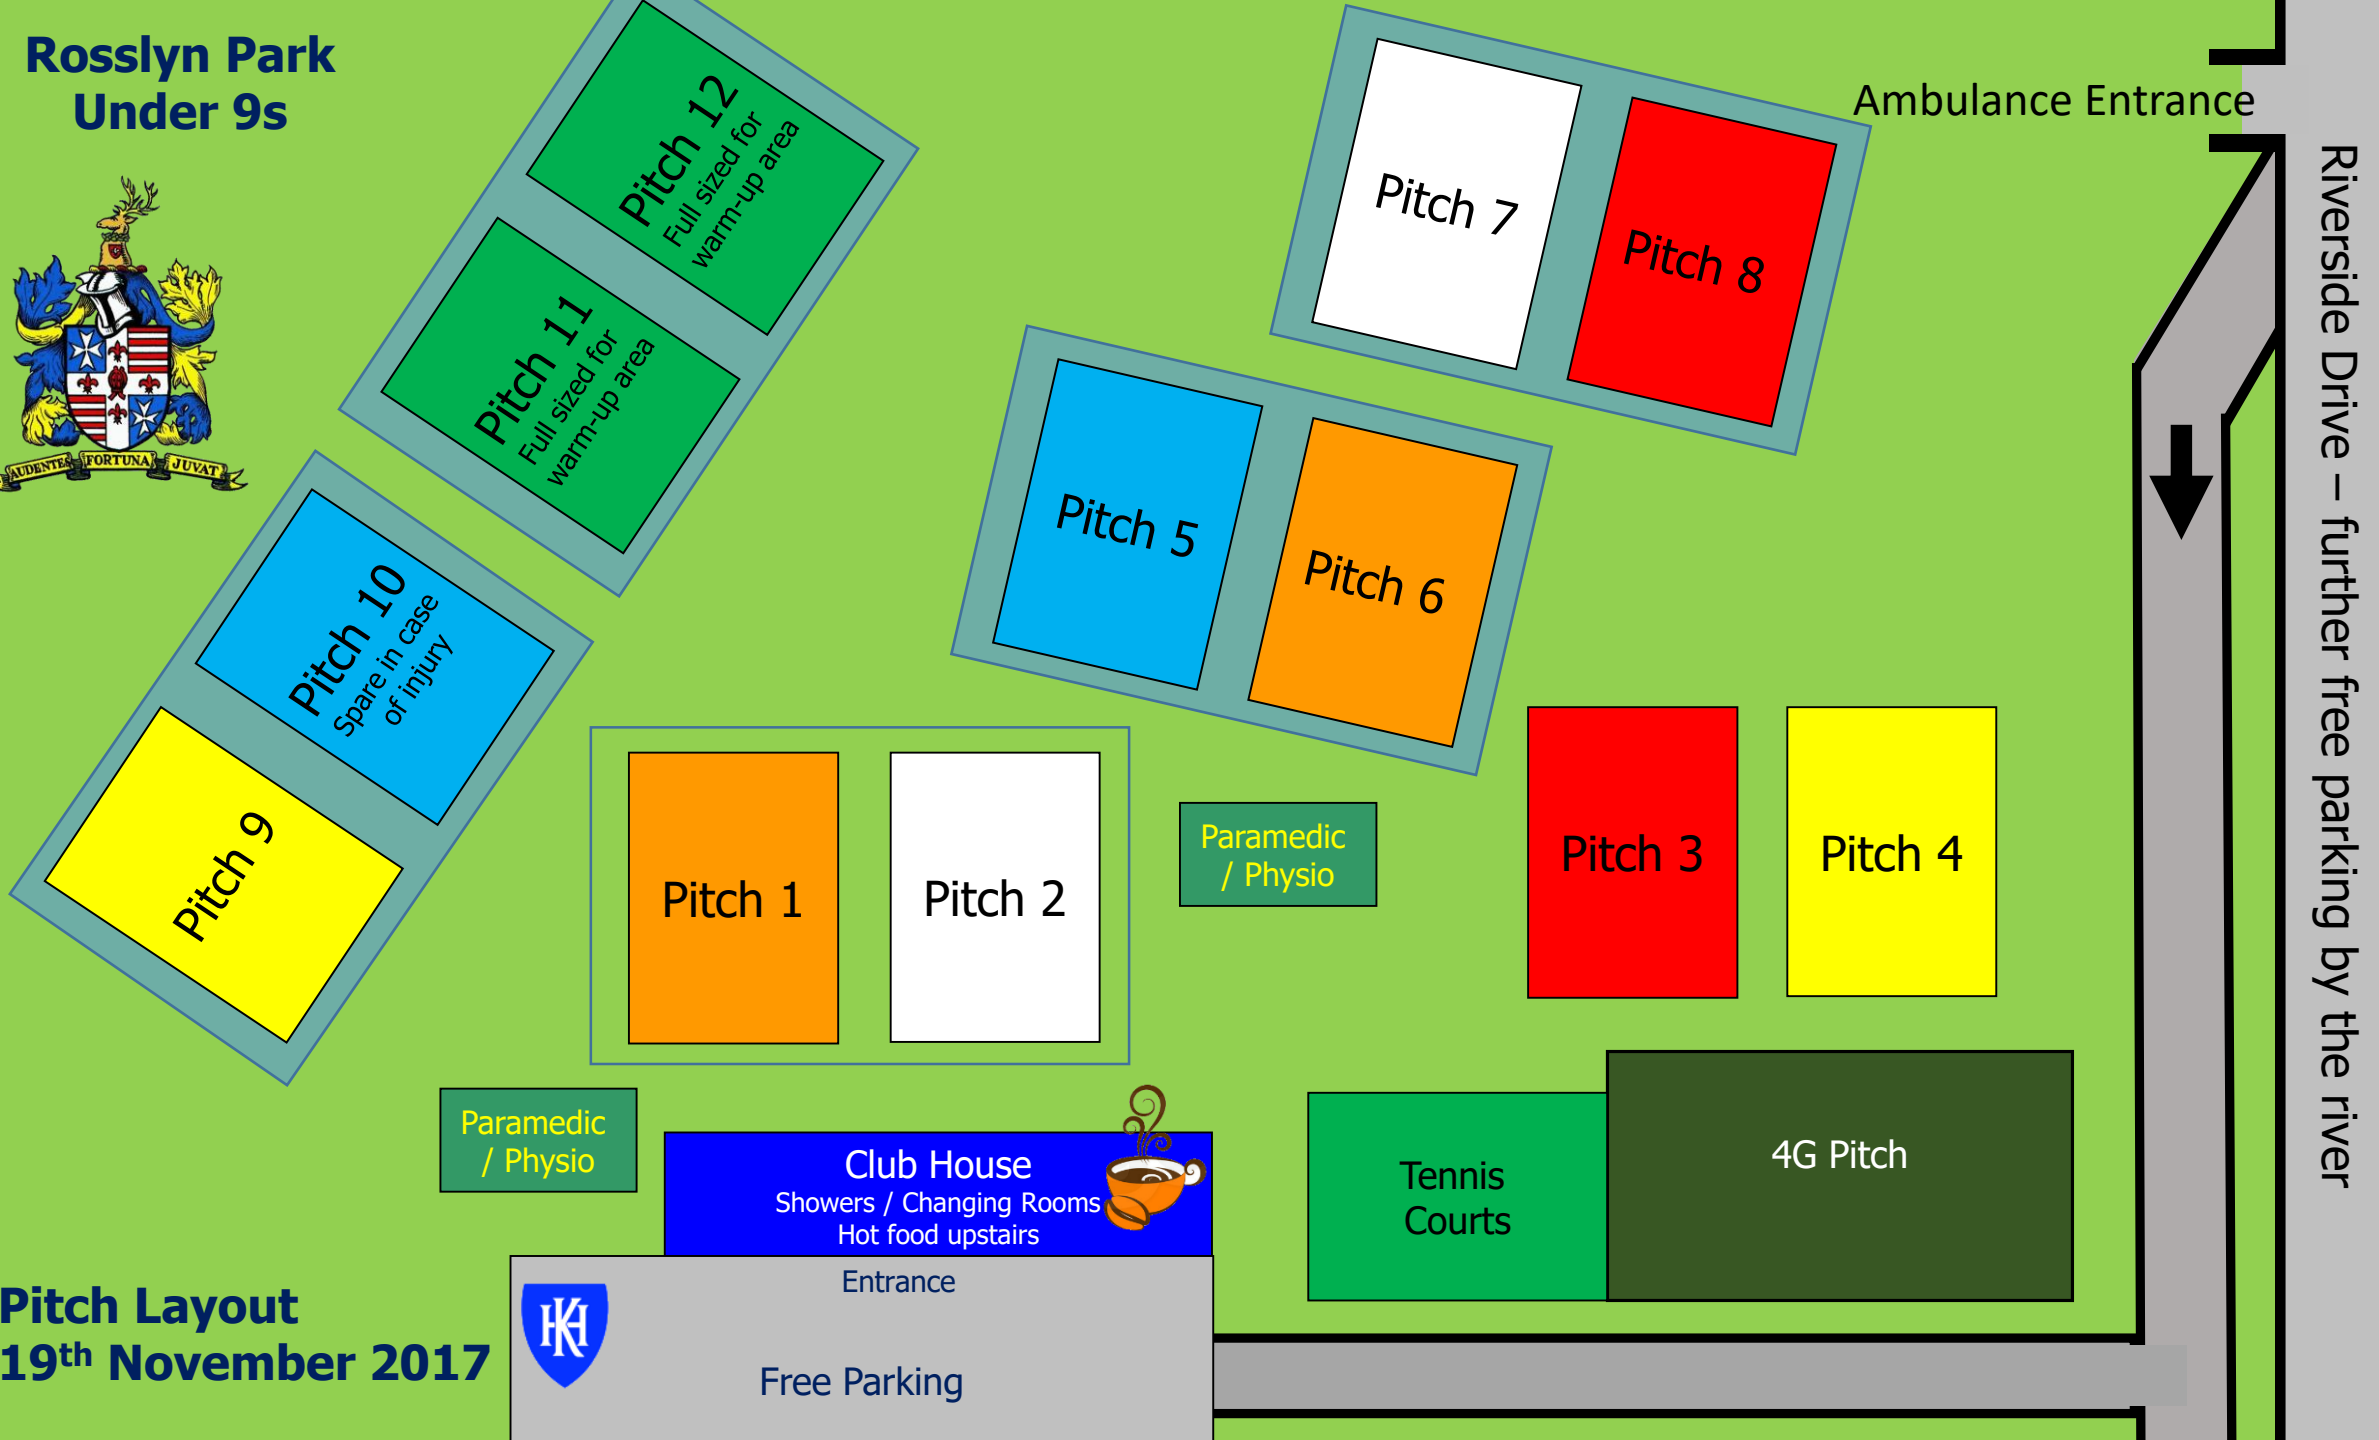 Rosslyn Park
Under 9s
AUDENTES FORTUNA JUVAT
Pitch 12
Full sized for
warm-up area
Pitch 11
Full sized for
warm-up area
Pitch 10
Spare in case
of injury
Pitch 9
Pitch 7
Pitch 8
Ambulance Entrance
Pitch 5
Pitch 6
Riverside Drive – further free parking by the river
Pitch 1
Pitch 2
Paramedic
/ Physio
Pitch 3
Pitch 4
Paramedic
/ Physio
Club House
Showers / Changing Rooms
Hot food upstairs
Tennis
Courts
4G Pitch
Entrance
KH
Free Parking
Pitch Layout
19th November 2017